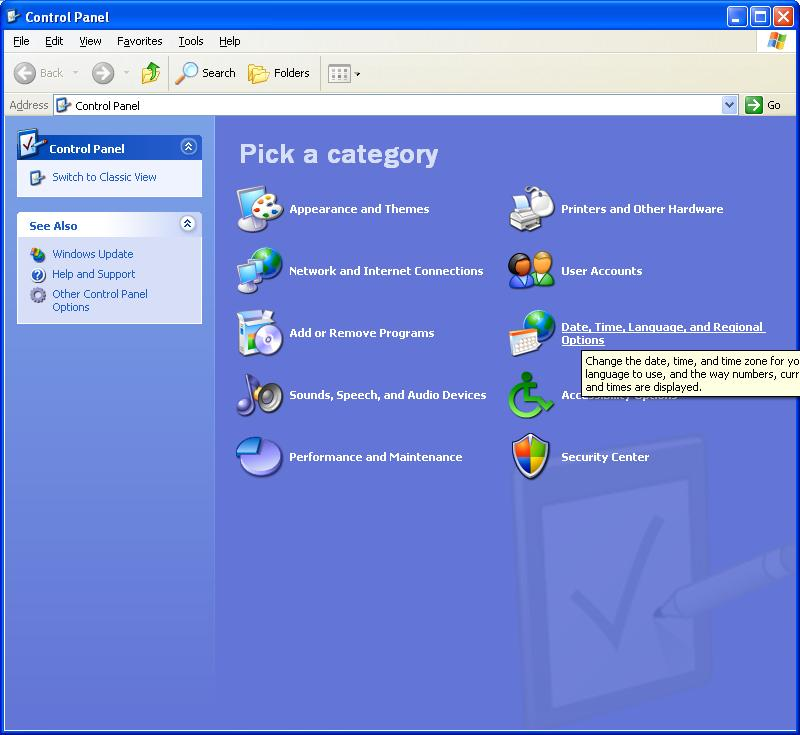 Control Panel
File Edit View Favorites Tools Help
Back Search Folders
Address Control Panel Go
Control Panel
Switch to Classic View
See Also
Windows Update
Help and Support
Other Control Panel
Options
Pick a category
Appearance and Themes
Printers and Other Hardware
Network and Internet Connections
User Accounts
Add or Remove Programs
Date, Time, Language, and Regional
Options
Change the date, time, and time zone for yo
language to use, and the way numbers, curr
and times are displayed.
Sounds, Speech, and Audio Devices
Accessibility Options
Performance and Maintenance
Security Center